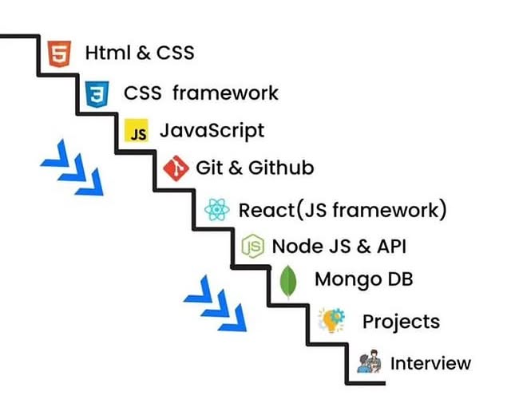 5 Html & CSS
3 CSS framework
JS JavaScript
Git & Github
React(JS framework)
JS Node JS & API
Mongo DB
Projects
Interview